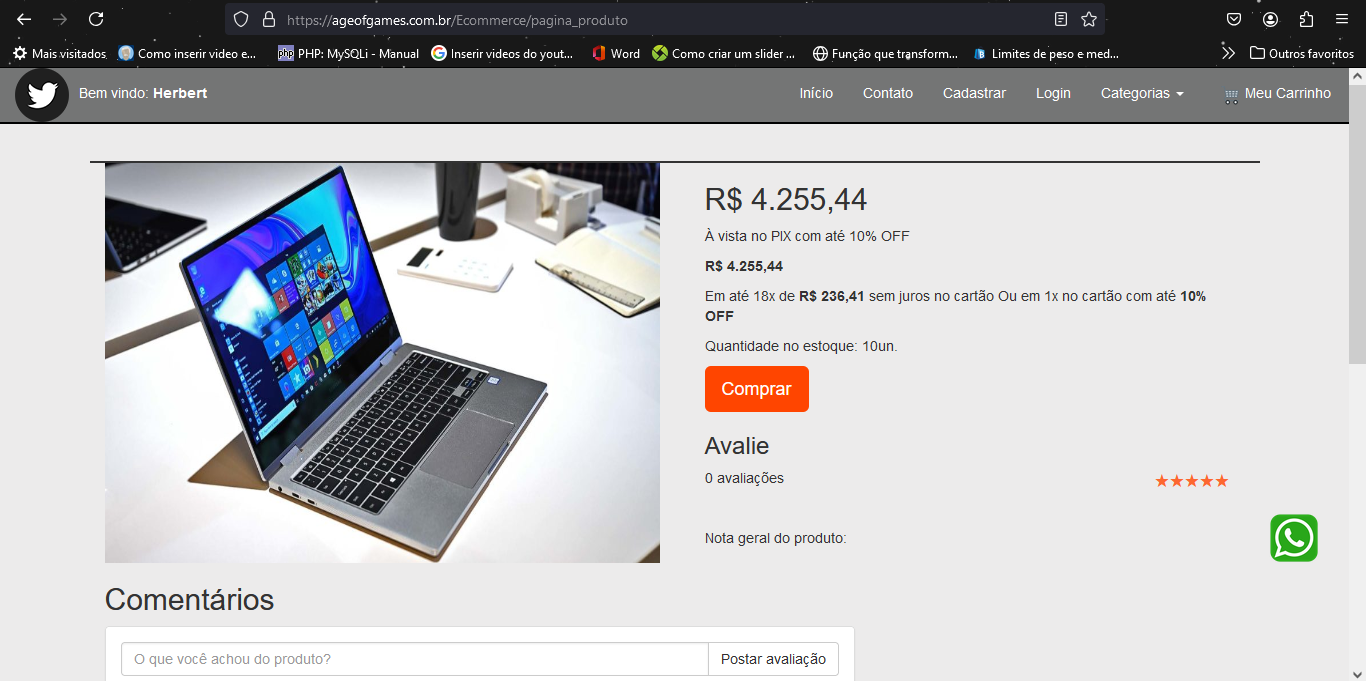 https://ageofgames.com.br/Ecommerce/pagina_produto
Mais visitados Como inserir video e... php PHP: MySQLi - Manual Inserir videos do yout... Word Como criar um slider ... Função que transform... Limites de peso e med... Outros favoritos
Bem vindo: Herbert Início Contato Cadastrar Login Categorias Meu Carrinho
R$ 4.255,44
À vista no PIX com até 10% OFF
R$ 4.255,44
Em até 18x de R$ 236,41 sem juros no cartão Ou em 1x no cartão com até 10%
OFF
Quantidade no estoque: 10un.
Comprar
Avalie
0 avaliações
Nota geral do produto:
Comentários
O que você achou do produto? Postar avaliação